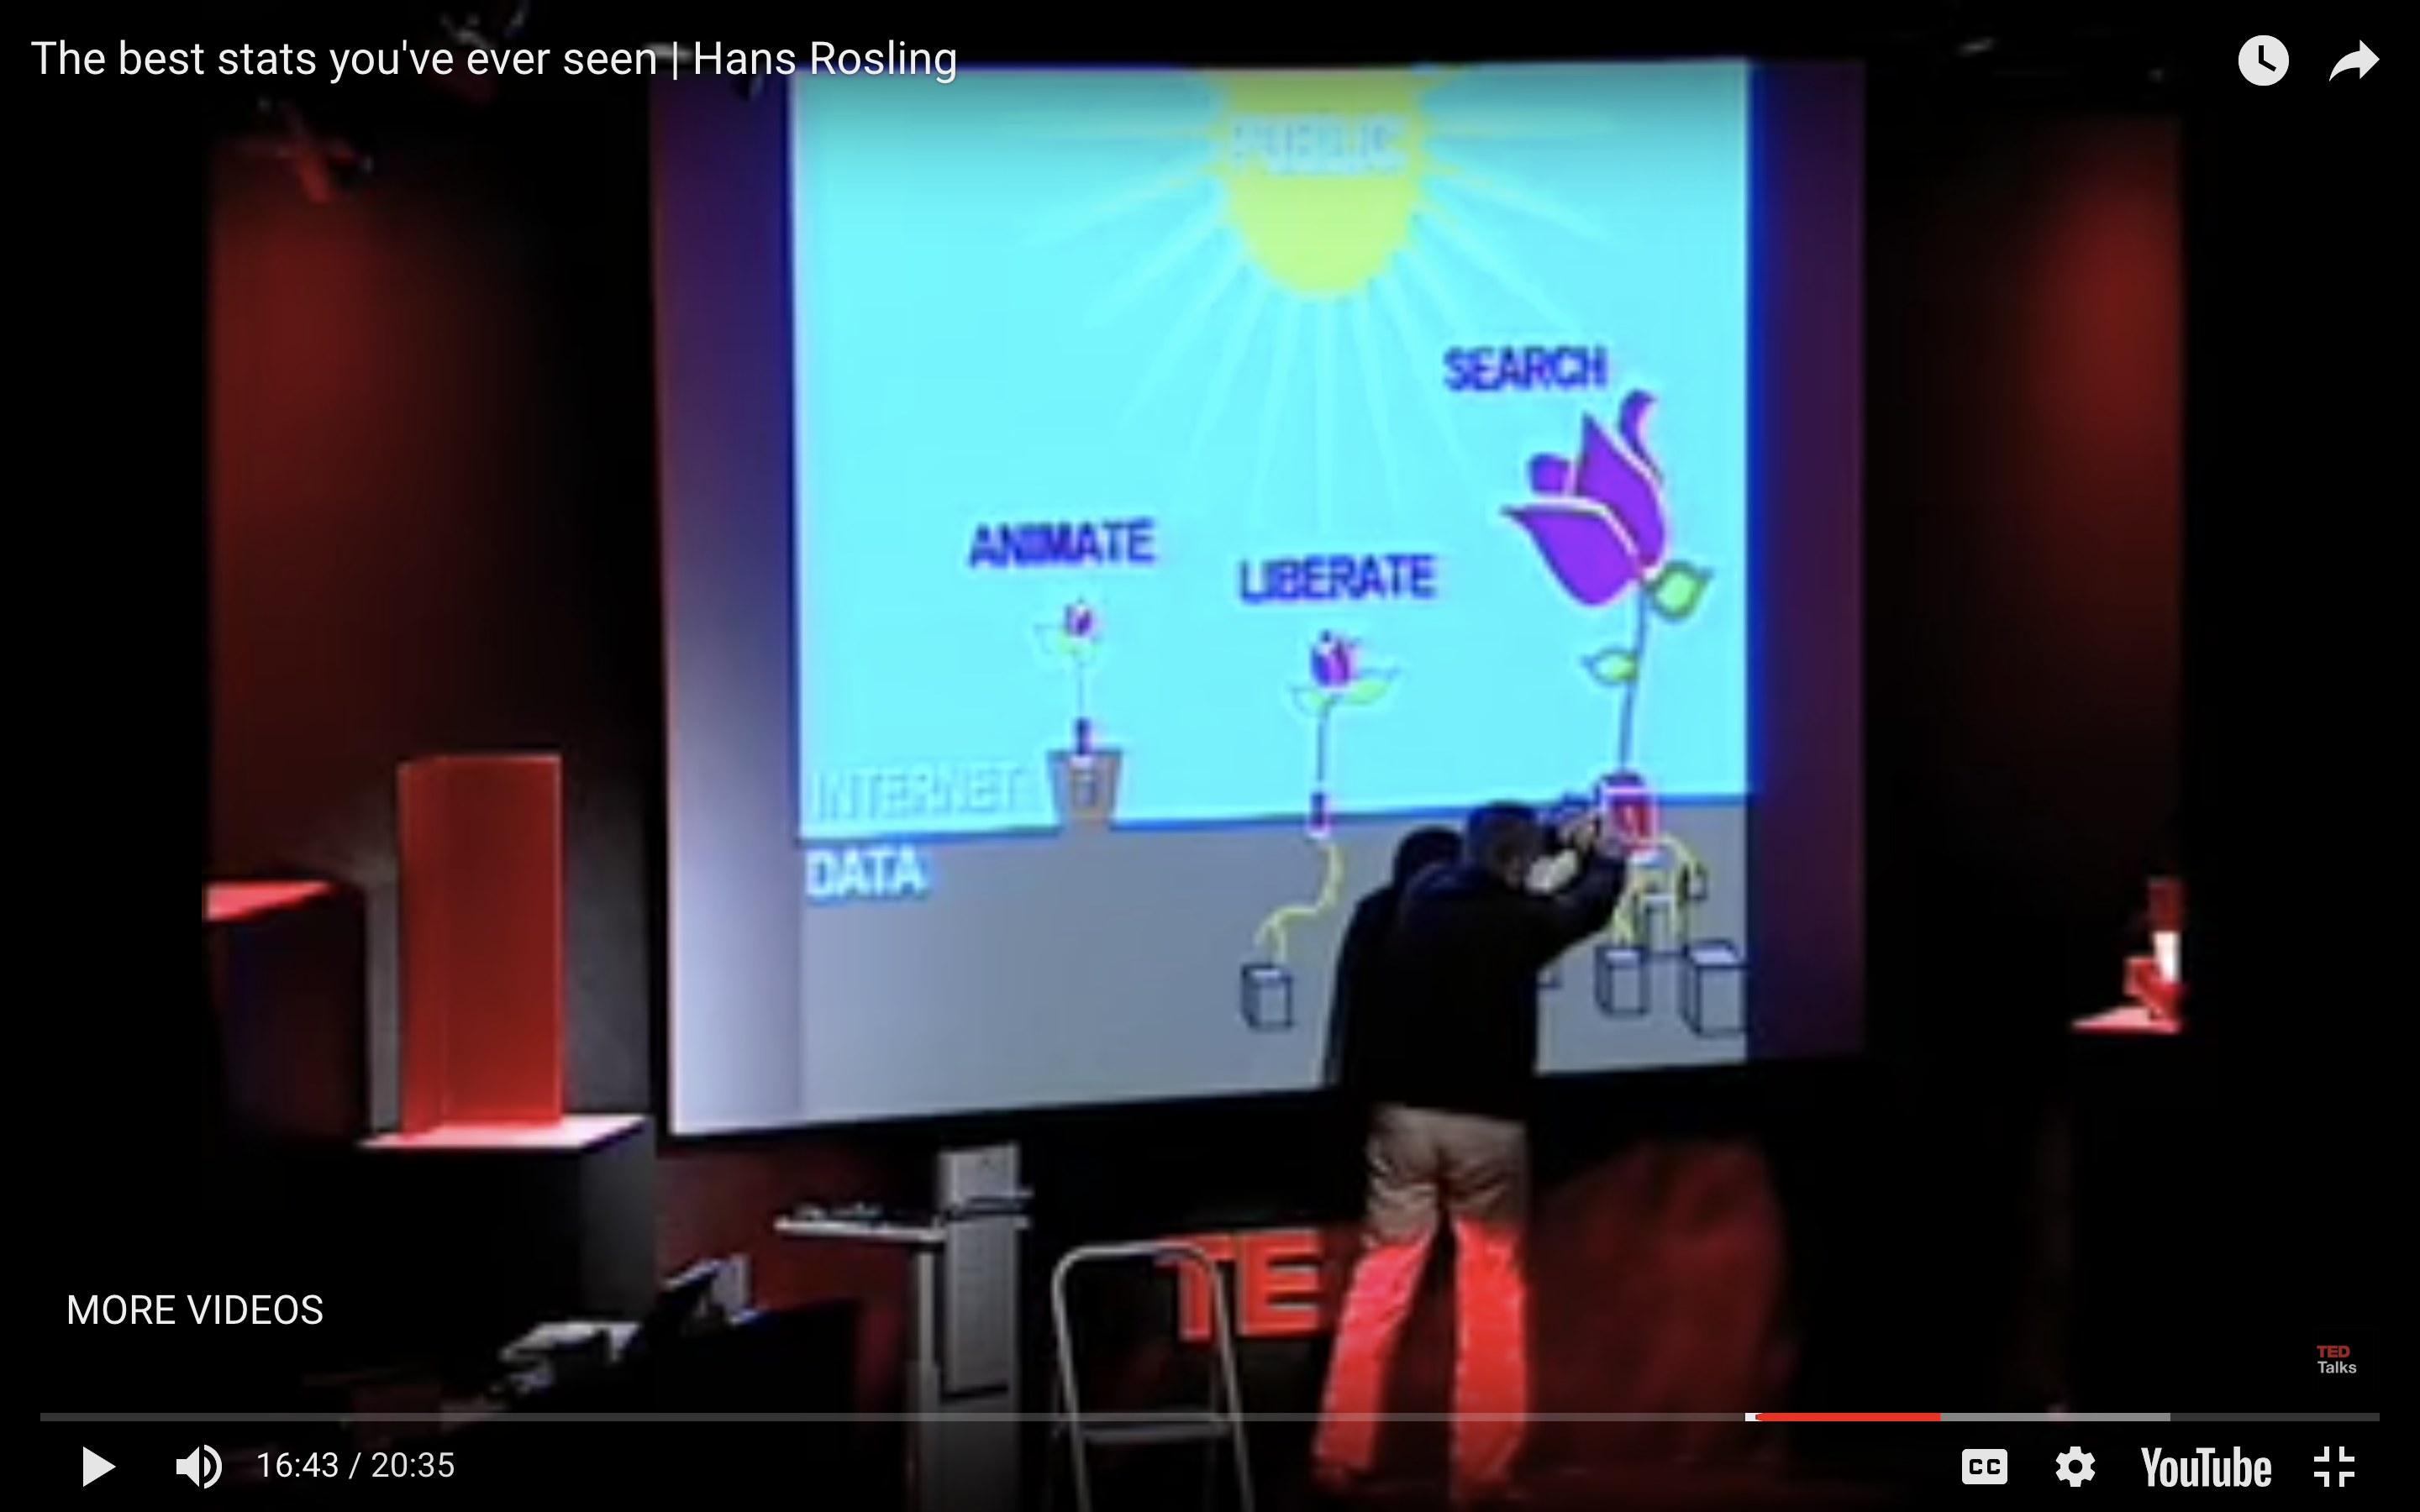 The best stats you've ever seen | Hans Rosling
PUBLIC
SEARCH
ANIMATE
LIBERATE
INTERNET
DATA
TE
MORE VIDEOS
TED
Talks
16:43 / 20:35
CC
YouTube